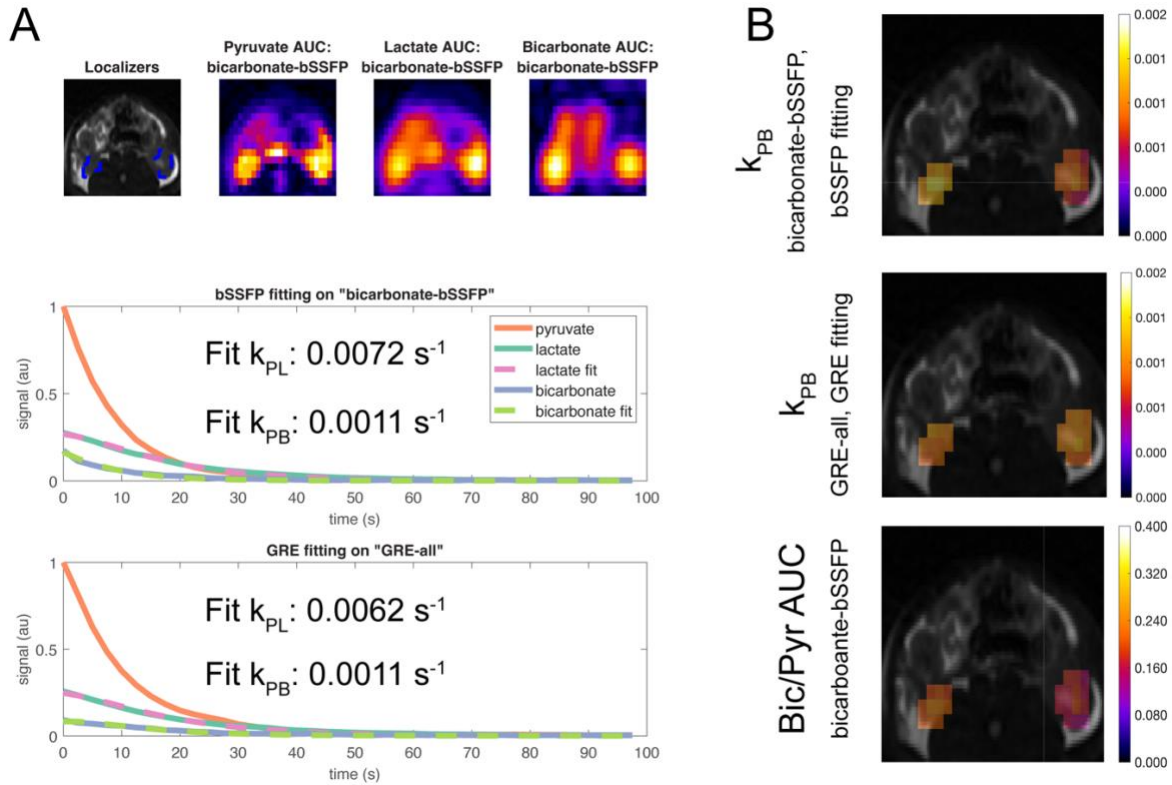 A
Localizers
Pyruvate AUC:
bicarbonate-bSSFP
Lactate AUC:
bicarbonate-bSSFP
Bicarbonate AUC:
bicarbonate-bSSFP
bSSFP fitting on "bicarbonate-bSSFP"
signal (au)
1
0.5
0
Fit kPL: 0.0072 s-1
Fit kPB: 0.0011 s-1
pyruvate
lactate
lactate fit
bicarbonate
bicarbonate fit
0 10 20 30 40 50 60 70 80 90 100
time (s)
GRE fitting on "GRE-all"
signal (au)
1
0.5
0
Fit kPL: 0.0062 s-1
Fit kPB: 0.0011 s-1
0 10 20 30 40 50 60 70 80 90 100
time (s)
B
kPB
bicarbonate-bSSFP,
bSSFP fitting
0.002
0.002
0.001
0.001
0.000
0.000
kPB
GRE-all, GRE fitting
0.002
0.002
0.001
0.001
0.000
0.000
Bic/Pyr AUC
bicarboante-bSSFP
0.400
0.320
0.240
0.160
0.080
0.000